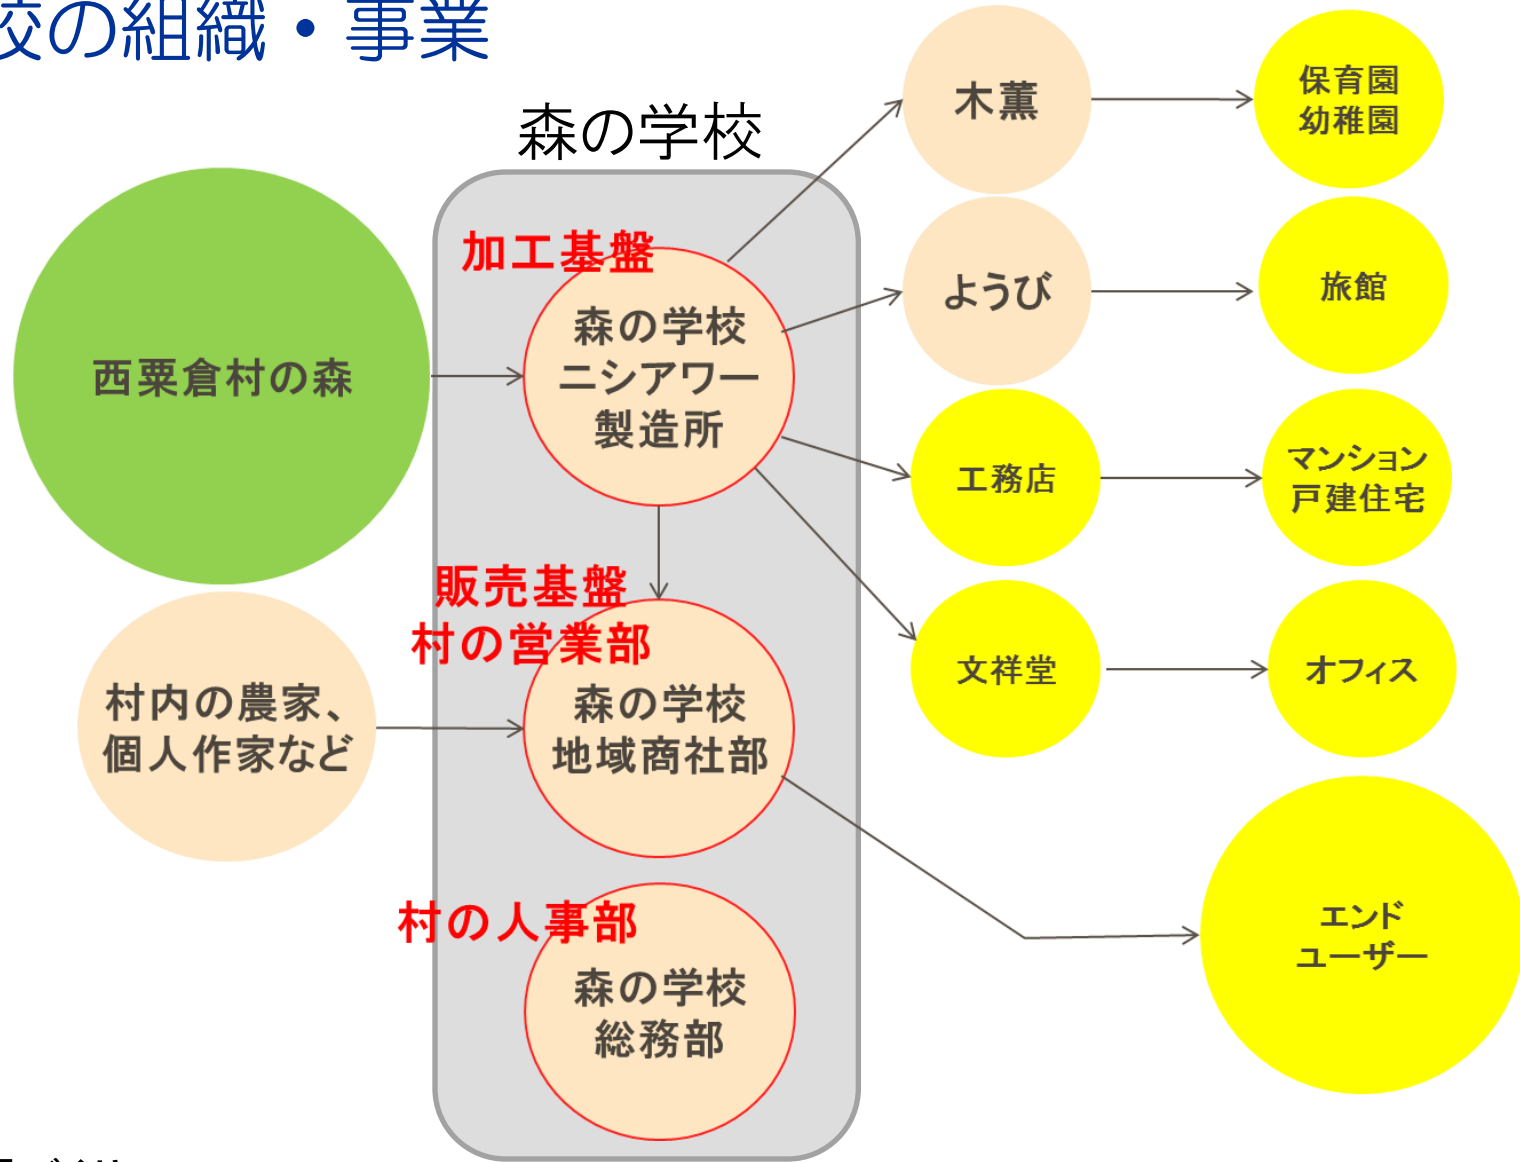 校の組織・事業
森の学校
西粟倉村の森
村内の農家、
個人作家など
加工基盤
森の学校
ニシアワー
製造所
販売基盤
村の営業部
森の学校
地域商社部
村の人事部
森の学校
総務部
木薫
保育園
幼稚園
ようび
旅館
工務店
マンション
戸建住宅
文祥堂
オフィス
エンド
ユーザー